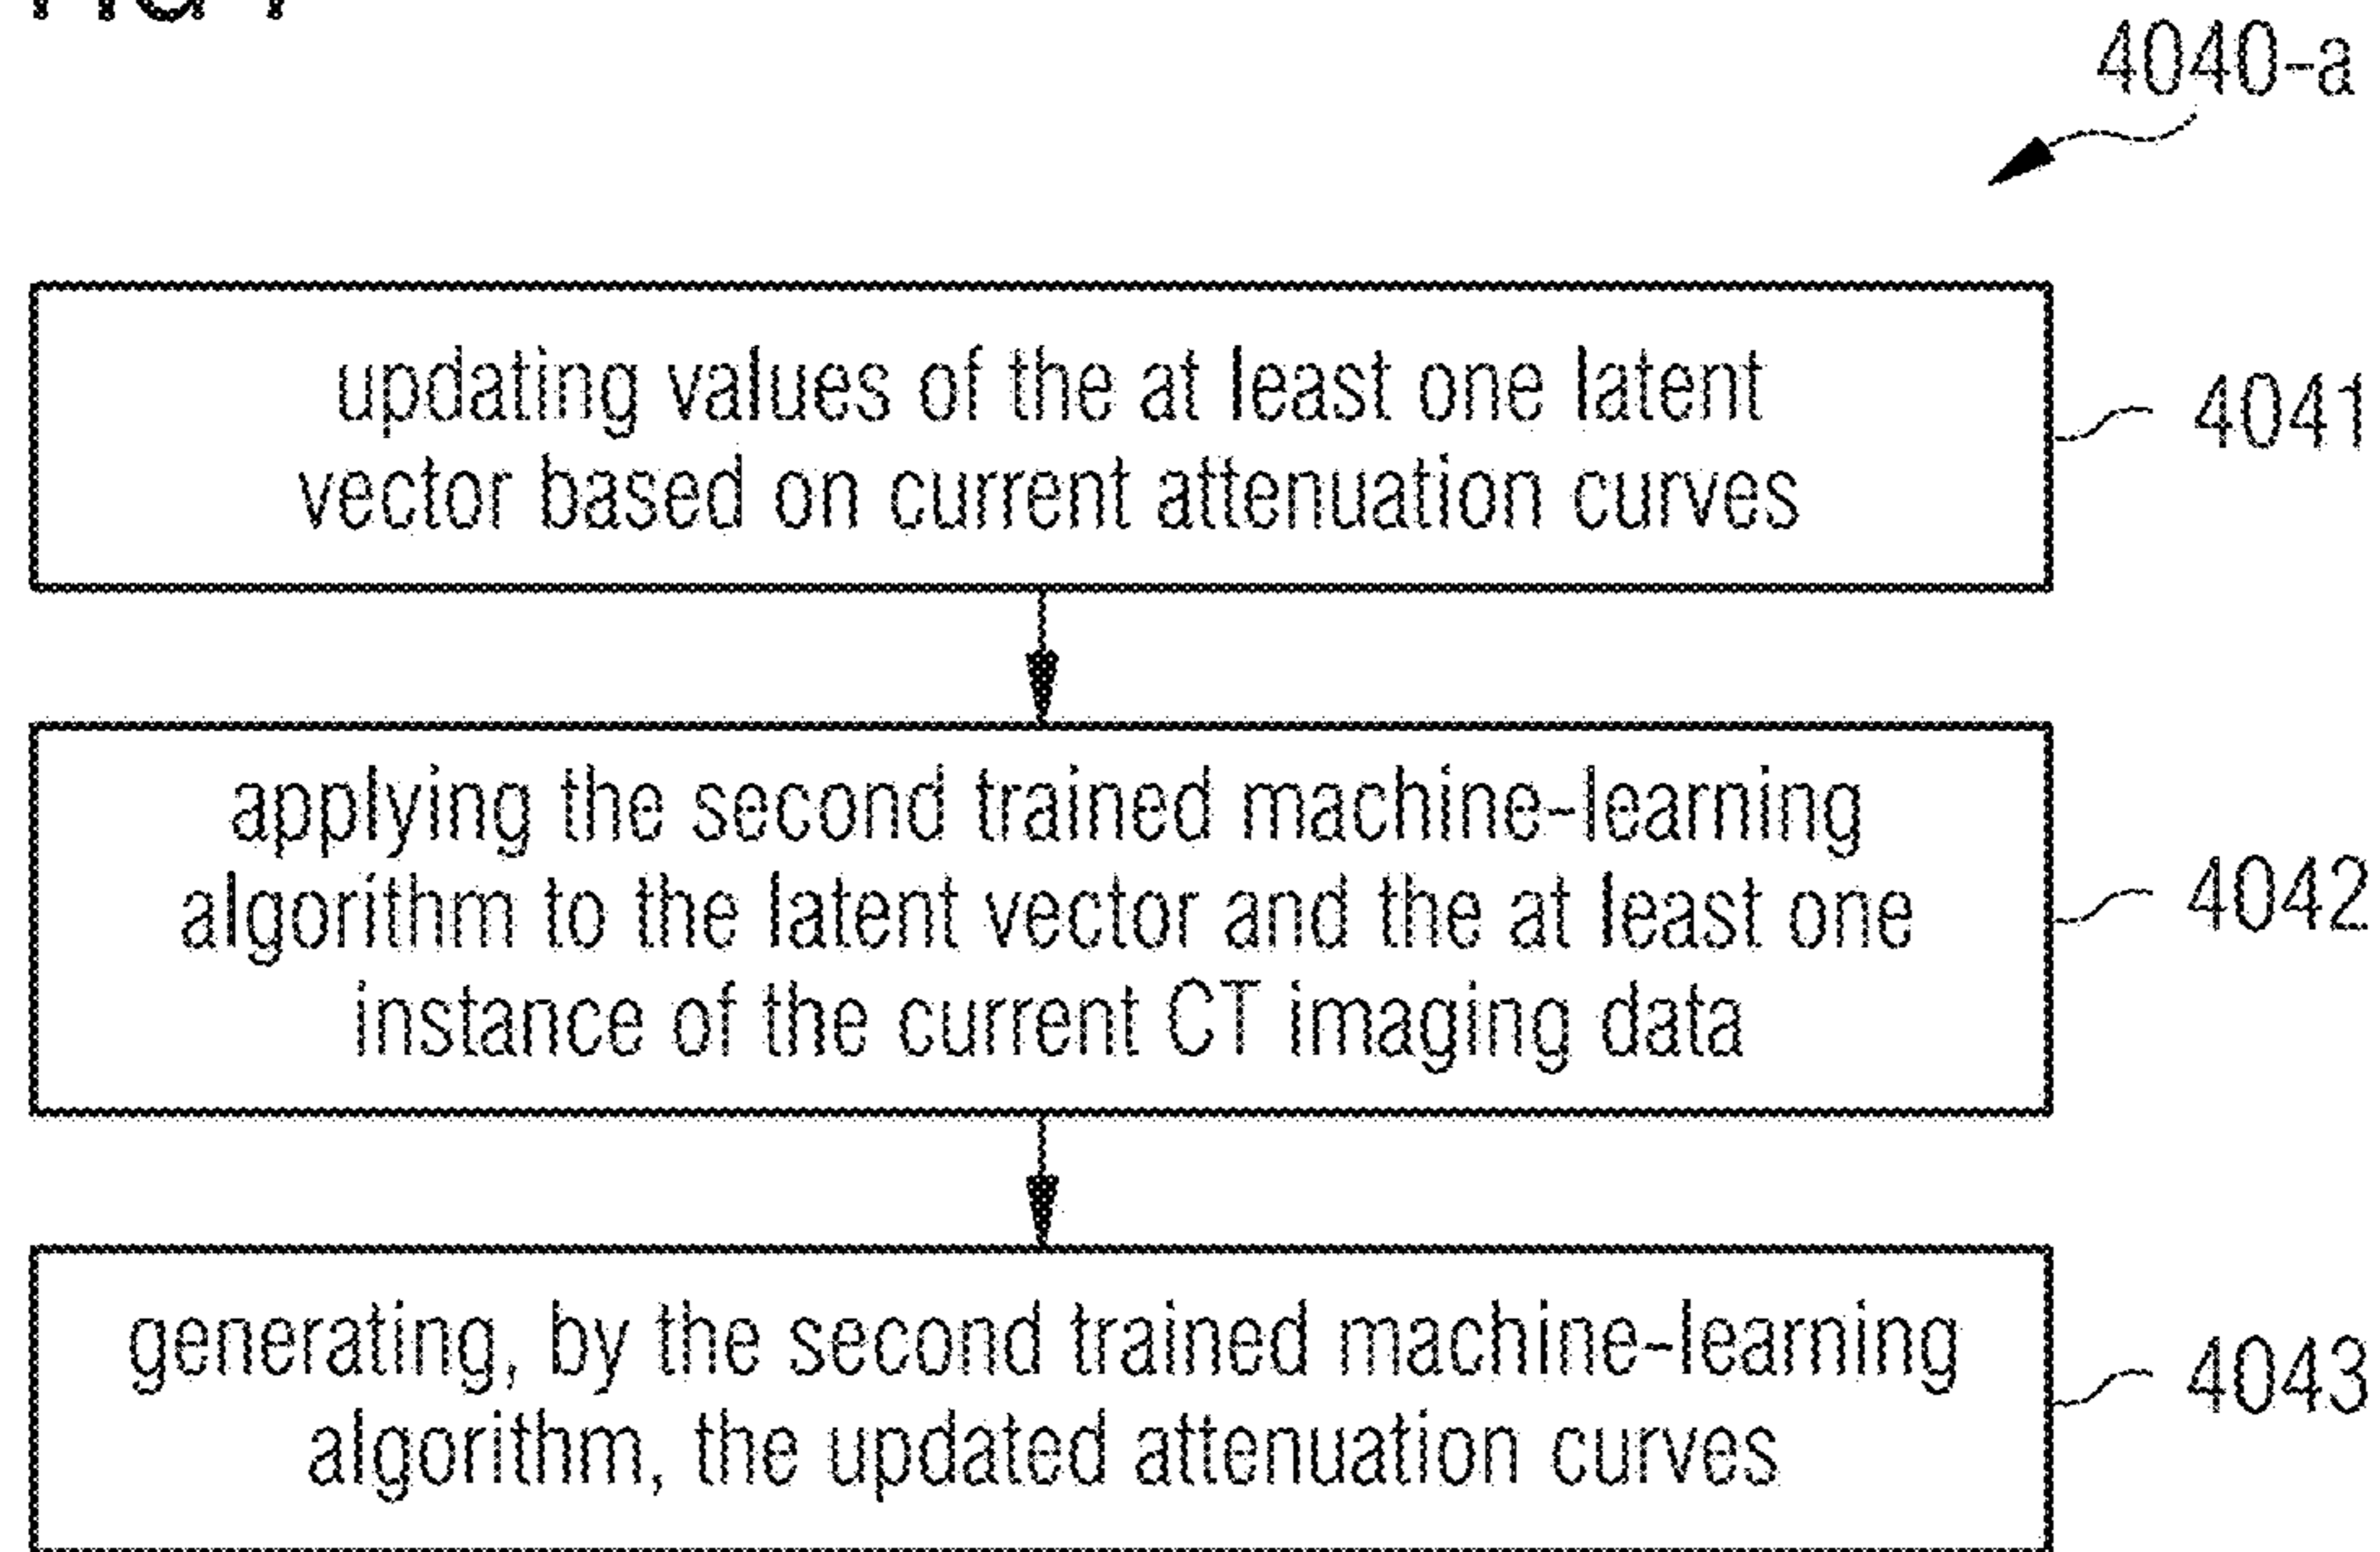 4040-a
updating values of the at least one latent
vector based on current attenuation curves
4041
applying the second trained machine-learning
algorithm to the latent vector and the at least one
instance of the current CT imaging data
4042
generating, by the second trained machine-learning
algorithm, the updated attenuation curves
4043